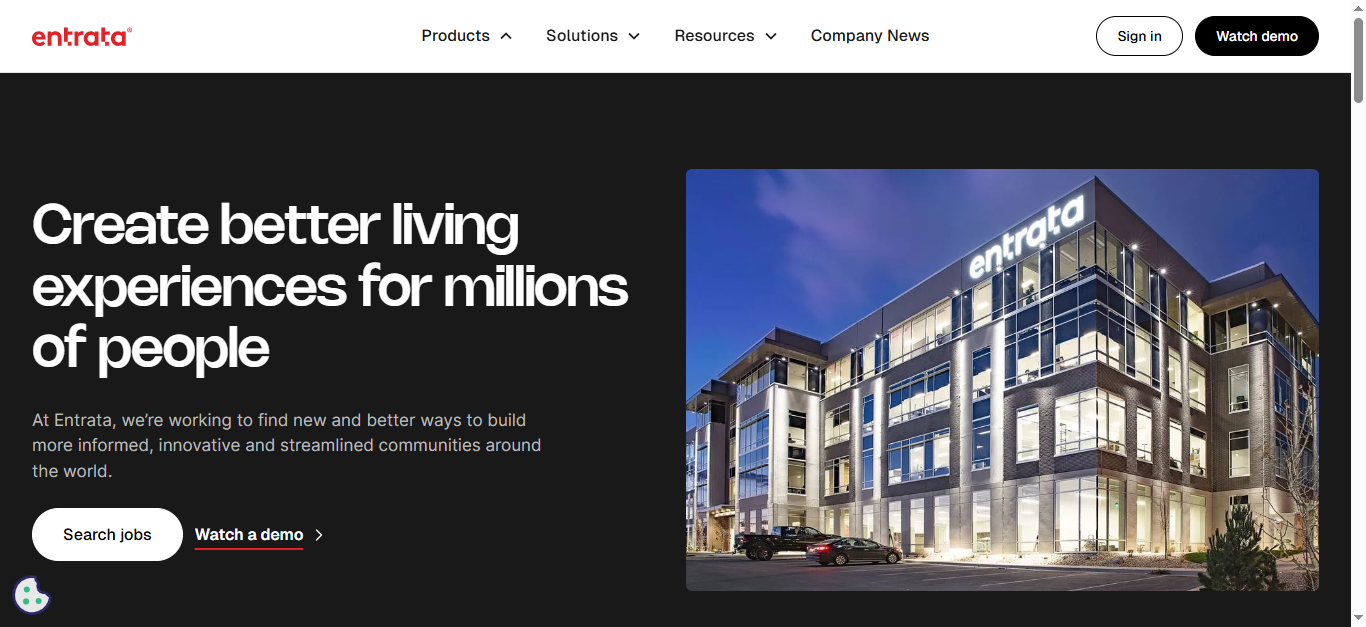 entrata®
Products
Solutions
Resources
Company News
Sign in
Watch demo
Create better living
experiences for millions
of people
At Entrata, we’re working to find new and better ways to build
more informed, innovative and streamlined communities around
the world.
Search jobs
Watch a demo
entrata